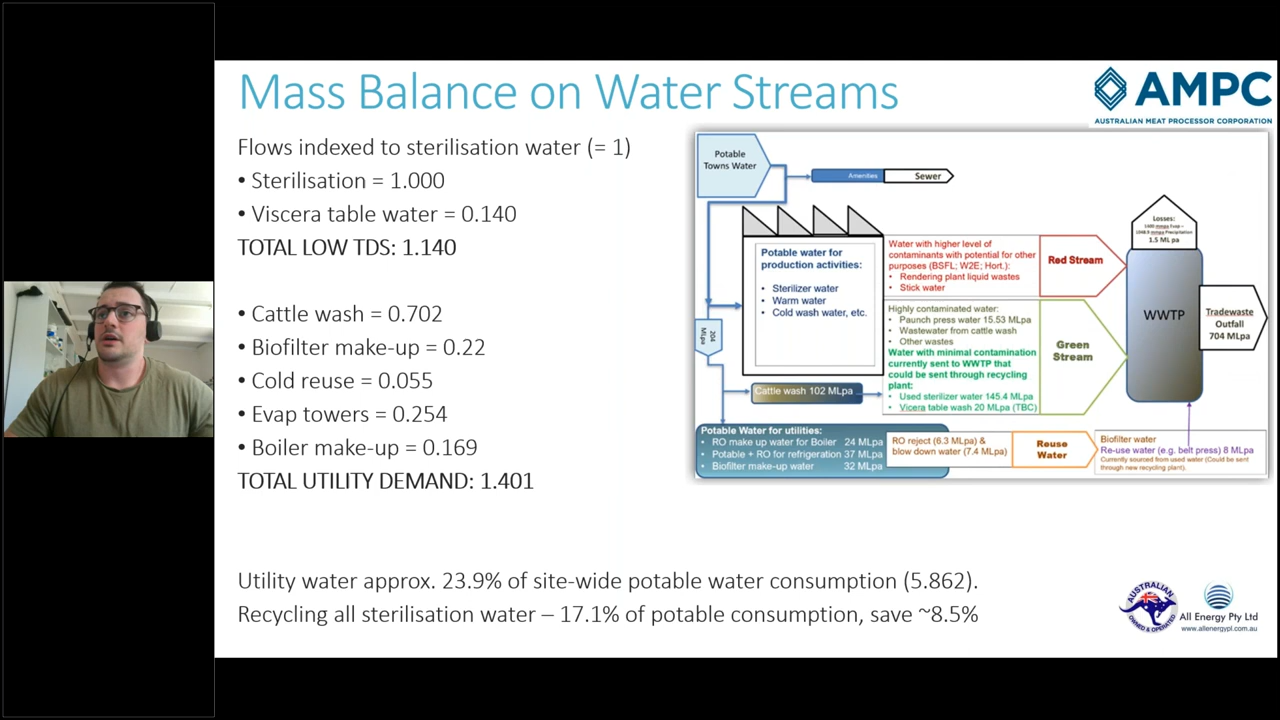 Mass Balance on Water Streams
AMPC
AUSTRALIAN MEAT PROCESSOR CORPORATION
Flows indexed to sterilisation water (= 1)
• Sterilisation = 1.000
• Viscera table water = 0.140
TOTAL LOW TDS: 1.140
• Cattle wash = 0.702
• Biofilter make-up = 0.22
• Cold reuse = 0.055
• Evap towers = 0.254
• Boiler make-up = 0.169
TOTAL UTILITY DEMAND: 1.401
Potable
Towns Water
Amenities
Sewer
Potable water for
production activities:
• Sterilizer water
• Warm water
• Cold wash water, etc.
204
MLpa
Cattle wash 102 MLpa
Water with higher level of
contaminants with potential for other
purposes (BSFL; W2E; Hort.):
• Rendering plant liquid wastes
• Stick water
Red Stream
Highly contaminated water:
• Paunch press water 15.53 MLpa
• Wastewater from cattle wash
• Other wastes
Water with minimal contamination
currently sent to WWTP that
could be sent through recycling
plant:
• Used sterilizer water 145.4 MLpa
• Vicera table wash 20 MLpa (TBC)
Green
Stream
Losses:
1.5 ML pa
WWTP
Tradewaste
Outfall
704 MLpa
Potable Water for utilities:
• RO make up water for Boiler 24 MLpa
• Potable + RO for refrigeration 37 MLpa
• Biofilter make-up water 32 MLpa
RO reject (6.3 MLpa) &
blow down water (7.4 MLpa)
Reuse
Water
Biofilter water
Re-use water (e.g. belt press) 8 MLpa
Currently sourced from used water (Could be sent
through new recycling plant).
Utility water approx. 23.9% of site-wide potable water consumption (5.862).
Recycling all sterilisation water – 17.1% of potable consumption, save ~8.5%
AUSTRALIAN
OWNED & OPERATED
All Energy Pty Ltd
www.allenergypl.com.au